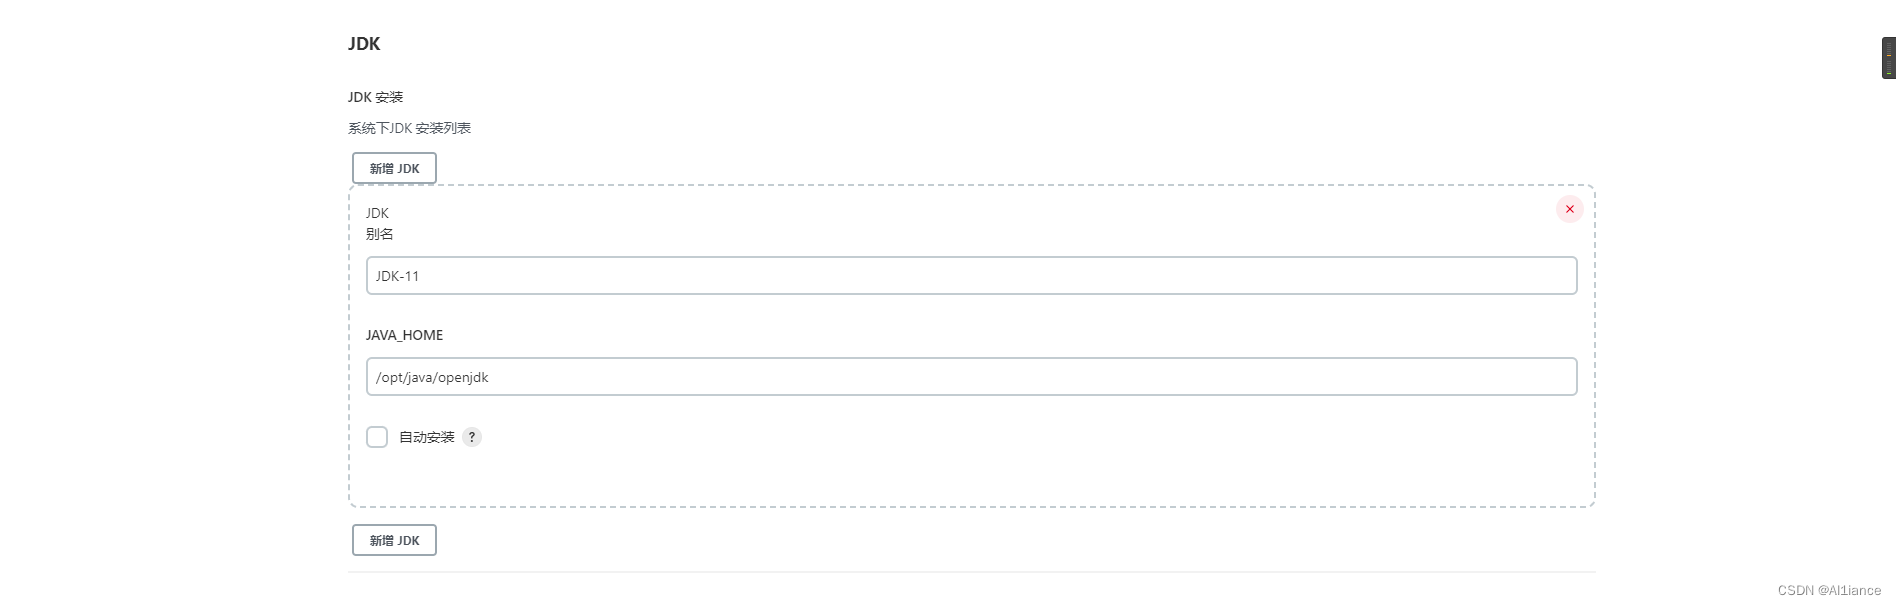 JDK
JDK 安装
系统下JDK 安装列表
新增 JDK
JDK
别名
JDK-11
JAVA_HOME
/opt/java/openjdk
自动安装 ?
新增 JDK
CSDN @Al1iance